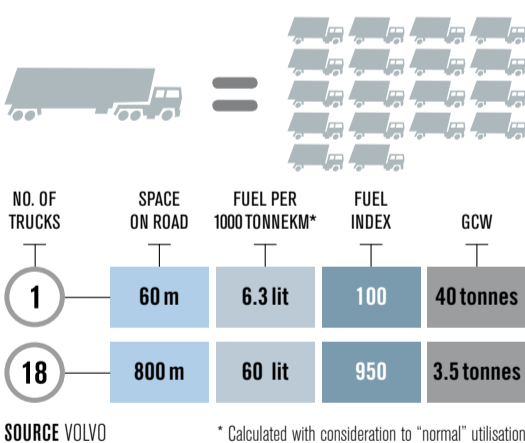 NO. OF TRUCKS
SPACE ON ROAD
FUEL PER 1000 TONNEKM*
FUEL INDEX
GCW
1
60 m
6.3 lit
100
40 tonnes
18
800 m
60 lit
950
3.5 tonnes
SOURCE VOLVO
* Calculated with consideration to “normal” utilisation